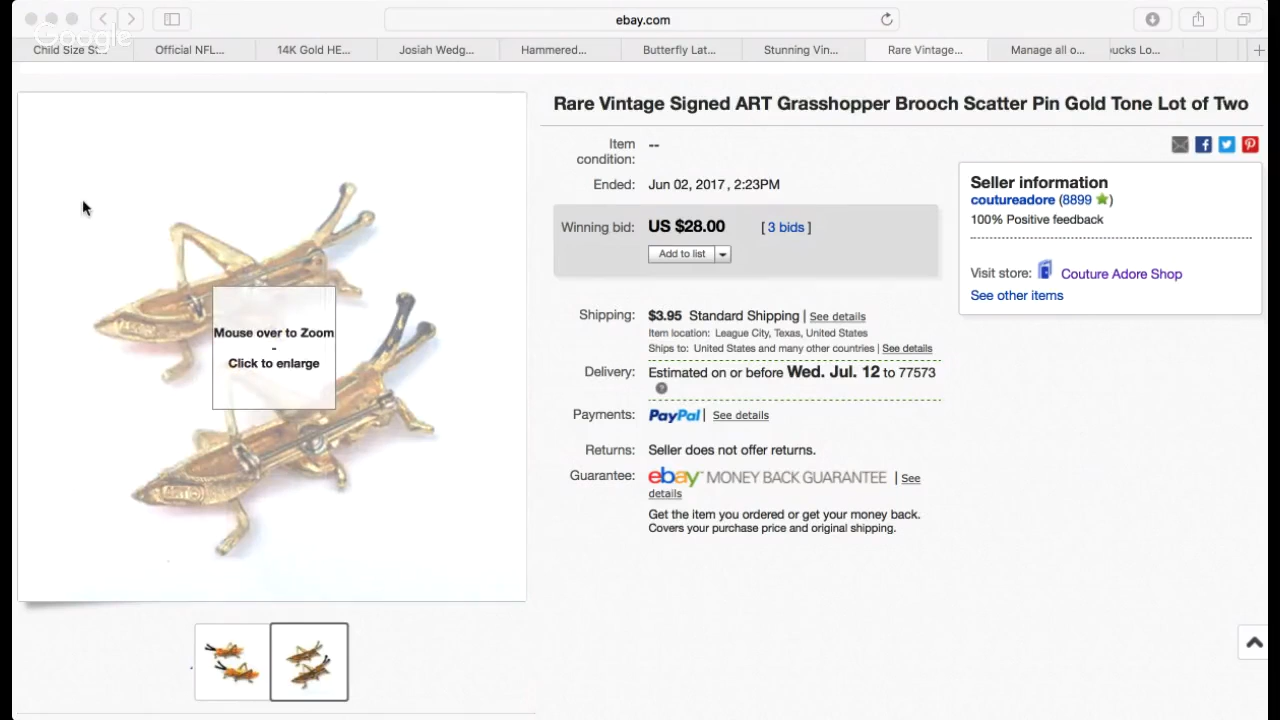 ebay.com
Google
Child Size S...
Official NFL...
14K Gold HE...
Josiah Wedg...
Hammered...
Butterfly Lat...
Stunning Vin...
Rare Vintage...
Manage all o...
ucks Lo...
Rare Vintage Signed ART Grasshopper Brooch Scatter Pin Gold Tone Lot of Two
Item condition: --
Ended: Jun 02, 2017 , 2:23PM
Winning bid: US $28.00 [ 3 bids ]
Add to list
Shipping: $3.95 Standard Shipping | See details
Item location: League City, Texas, United States
Ships to: United States and many other countries | See details
Delivery: Estimated on or before Wed. Jul. 12 to 77573
?
Payments: PayPal | See details
Returns: Seller does not offer returns.
Guarantee: ebay MONEY BACK GUARANTEE | See
details
Get the item you ordered or get your money back.
Covers your purchase price and original shipping.
Seller information
coutureadore (8899 )
100% Positive feedback
Visit store: Couture Adore Shop
See other items
Mouse over to Zoom
-
Click to enlarge
ART